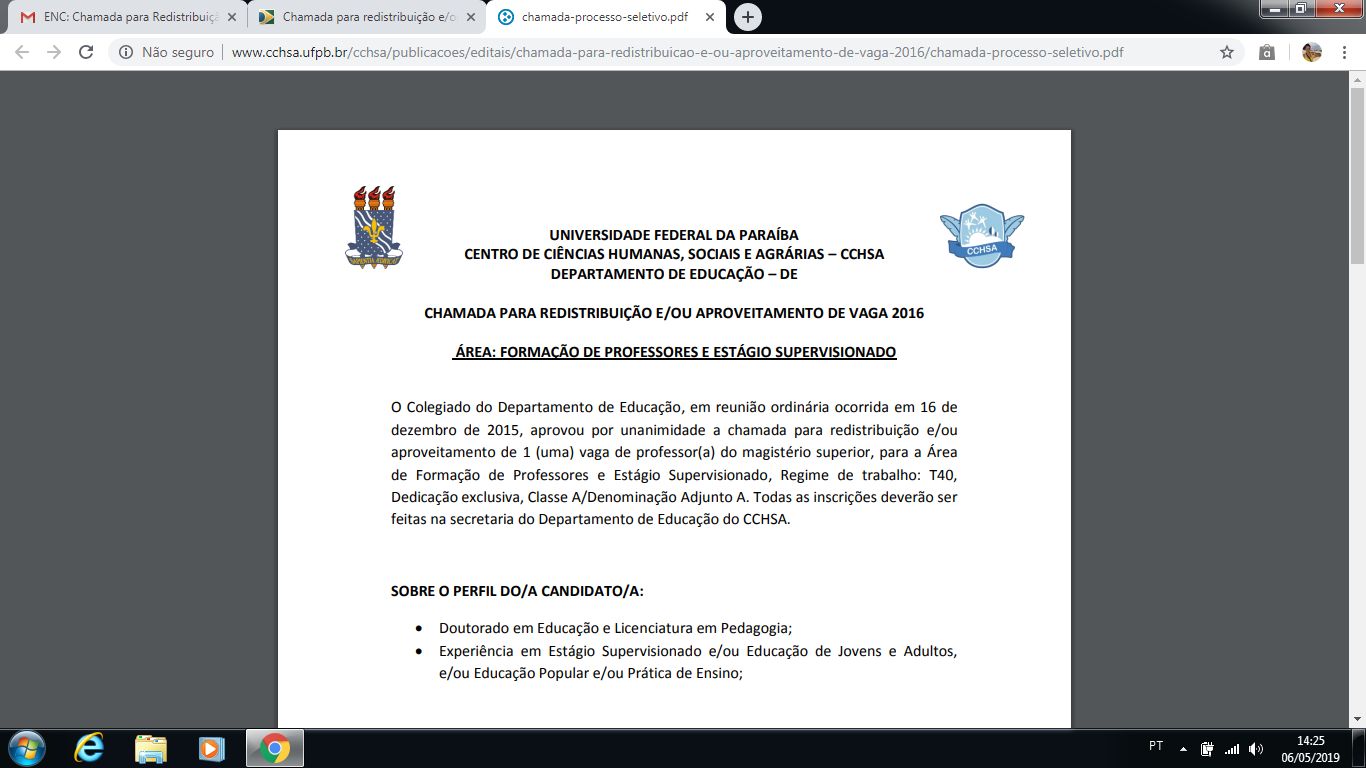 ENC: Chamada para Redistribuiçã
Chamada para redistribuição e/o
chamada-processo-seletivo.pdf
Não seguro
www.cchsa.ufpb.br/cchsa/publicacoes/editais/chamada-para-redistribuicao-e-ou-aproveitamento-de-vaga-2016/chamada-processo-seletivo.pdf
UNIVERSIDADE FEDERAL DA PARAÍBA
CENTRO DE CIÊNCIAS HUMANAS, SOCIAIS E AGRÁRIAS – CCHSA
DEPARTAMENTO DE EDUCAÇÃO – DE
CCHSA
CHAMADA PARA REDISTRIBUIÇÃO E/OU APROVEITAMENTO DE VAGA 2016
ÁREA: FORMAÇÃO DE PROFESSORES E ESTÁGIO SUPERVISIONADO
O Colegiado do Departamento de Educação, em reunião ordinária ocorrida em 16 de
dezembro de 2015, aprovou por unanimidade a chamada para redistribuição e/ou
aproveitamento de 1 (uma) vaga de professor(a) do magistério superior, para a Área
de Formação de Professores e Estágio Supervisionado, Regime de trabalho: T40,
Dedicação exclusiva, Classe A/Denominação Adjunto A. Todas as inscrições deverão ser
feitas na secretaria do Departamento de Educação do CCHSA.
SOBRE O PERFIL DO/A CANDIDATO/A:
• Doutorado em Educação e Licenciatura em Pedagogia;
• Experiência em Estágio Supervisionado e/ou Educação de Jovens e Adultos,
e/ou Educação Popular e/ou Prática de Ensino;
PT
14:25
06/05/2019